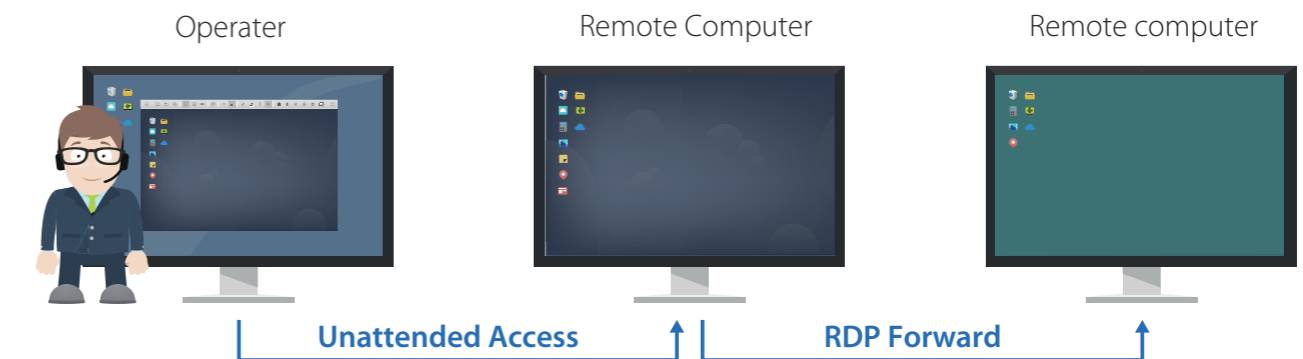 Operater
Remote Computer
Remote computer
Unattended Access
RDP Forward